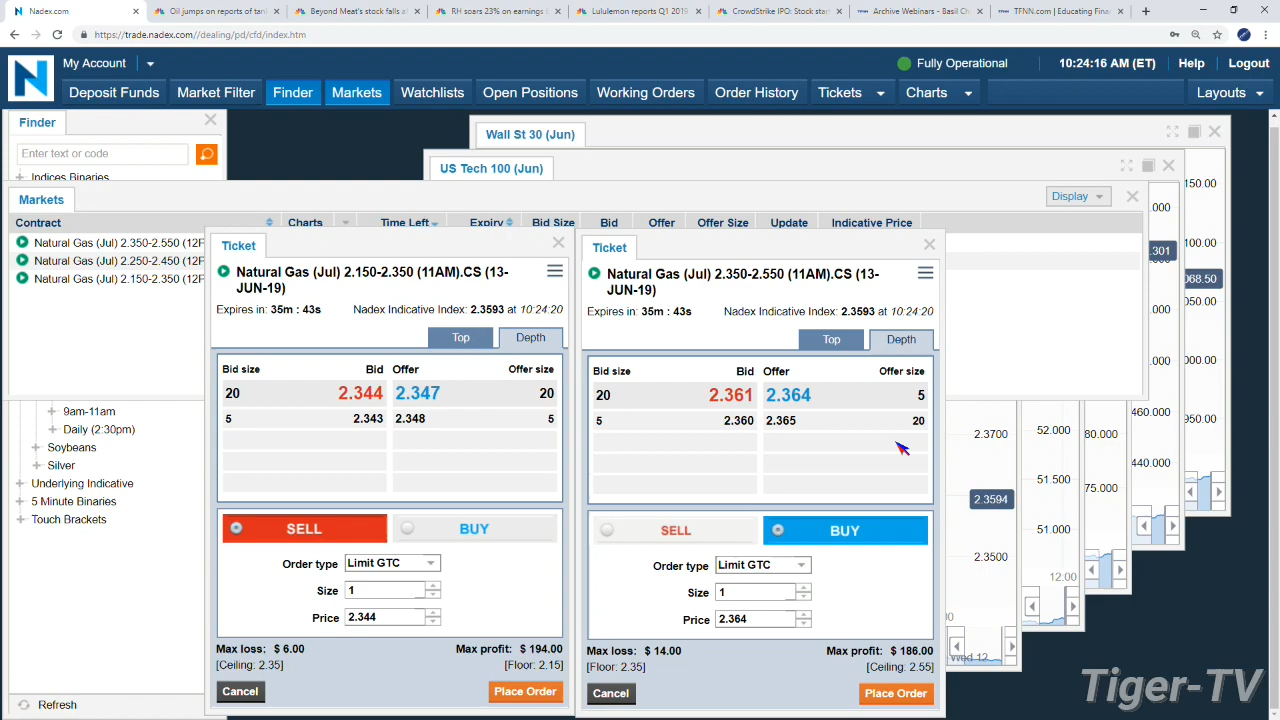 Nadex.com
Oil jumps on reports of tank
Beyond Meat's stock falls a
RH soars 23% on earnings b
Lululemon reports Q1 2019
CrowdStrike IPO: Stock start
Archive Webinars - Basil Ch
TFNN.com | Educating Finan
https://trade.nadex.com/dealing/pd/cfd/index.htm
My Account
Fully Operational
10:24:16 AM (ET)
Help
Logout
Deposit Funds
Market Filter
Finder
Markets
Watchlists
Open Positions
Working Orders
Order History
Tickets
Charts
Layouts
Finder
Wall St 30 (Jun)
Enter text or code
US Tech 100 (Jun)
Indices Binaries
150.00
Markets
Display
000
Contract
Charts
Time Left
Expiry
Bid Size
Bid
Offer
Offer Size
Update
Indicative Price
Natural Gas (Jul) 2.350-2.550 (12P
Natural Gas (Jul) 2.250-2.450 (12P
Natural Gas (Jul) 2.150-2.350 (12P
100.00
.301
068.50
050.00
.000
000.00
.000
460.000
950.00
440.000
Ticket
Natural Gas (Jul) 2.150-2.350 (11AM).CS (13-
JUN-19)
Expires in: 35m : 43s
Nadex Indicative Index: 2.3593 at 10:24:20
Top
Depth
Bid size
Bid
Offer
Offer size
20
2.344
2.347
20
5
2.343
2.348
5
SELL
BUY
Order type
Limit GTC
Size
1
Price
2.344
Max loss: $ 6.00
Max profit: $ 194.00
[Ceiling: 2.35]
[Floor: 2.15]
Cancel
Place Order
Ticket
Natural Gas (Jul) 2.350-2.550 (11AM).CS (13-
JUN-19)
Expires in: 35m : 43s
Nadex Indicative Index: 2.3593 at 10:24:20
Top
Depth
Bid size
Bid
Offer
Offer size
20
2.361
2.364
5
5
2.360
2.365
20
SELL
BUY
Order type
Limit GTC
Size
1
Price
2.364
Max loss: $ 14.00
Max profit: $ 186.00
[Floor: 2.35]
[Ceiling: 2.55]
Cancel
Place Order
9am-11am
Daily (2:30pm)
Soybeans
Silver
Underlying Indicative
5 Minute Binaries
Touch Brackets
Refresh
2.3700
2.3594
2.3500
52.000
51.500
51.000
12:00
80.000
75.000
00
Wed 12
Tiger-TV